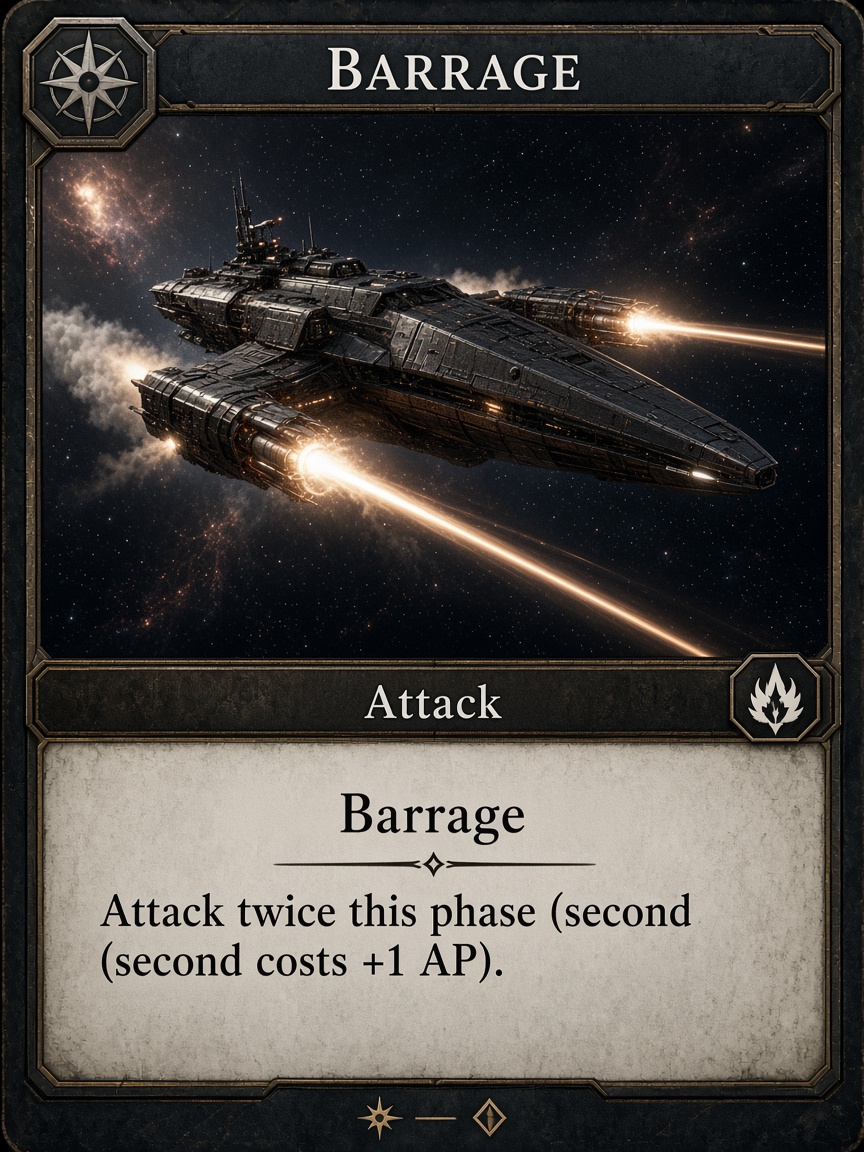 BARRAGE
Attack
Barrage
Attack twice this phase (second
(second costs +1 AP).